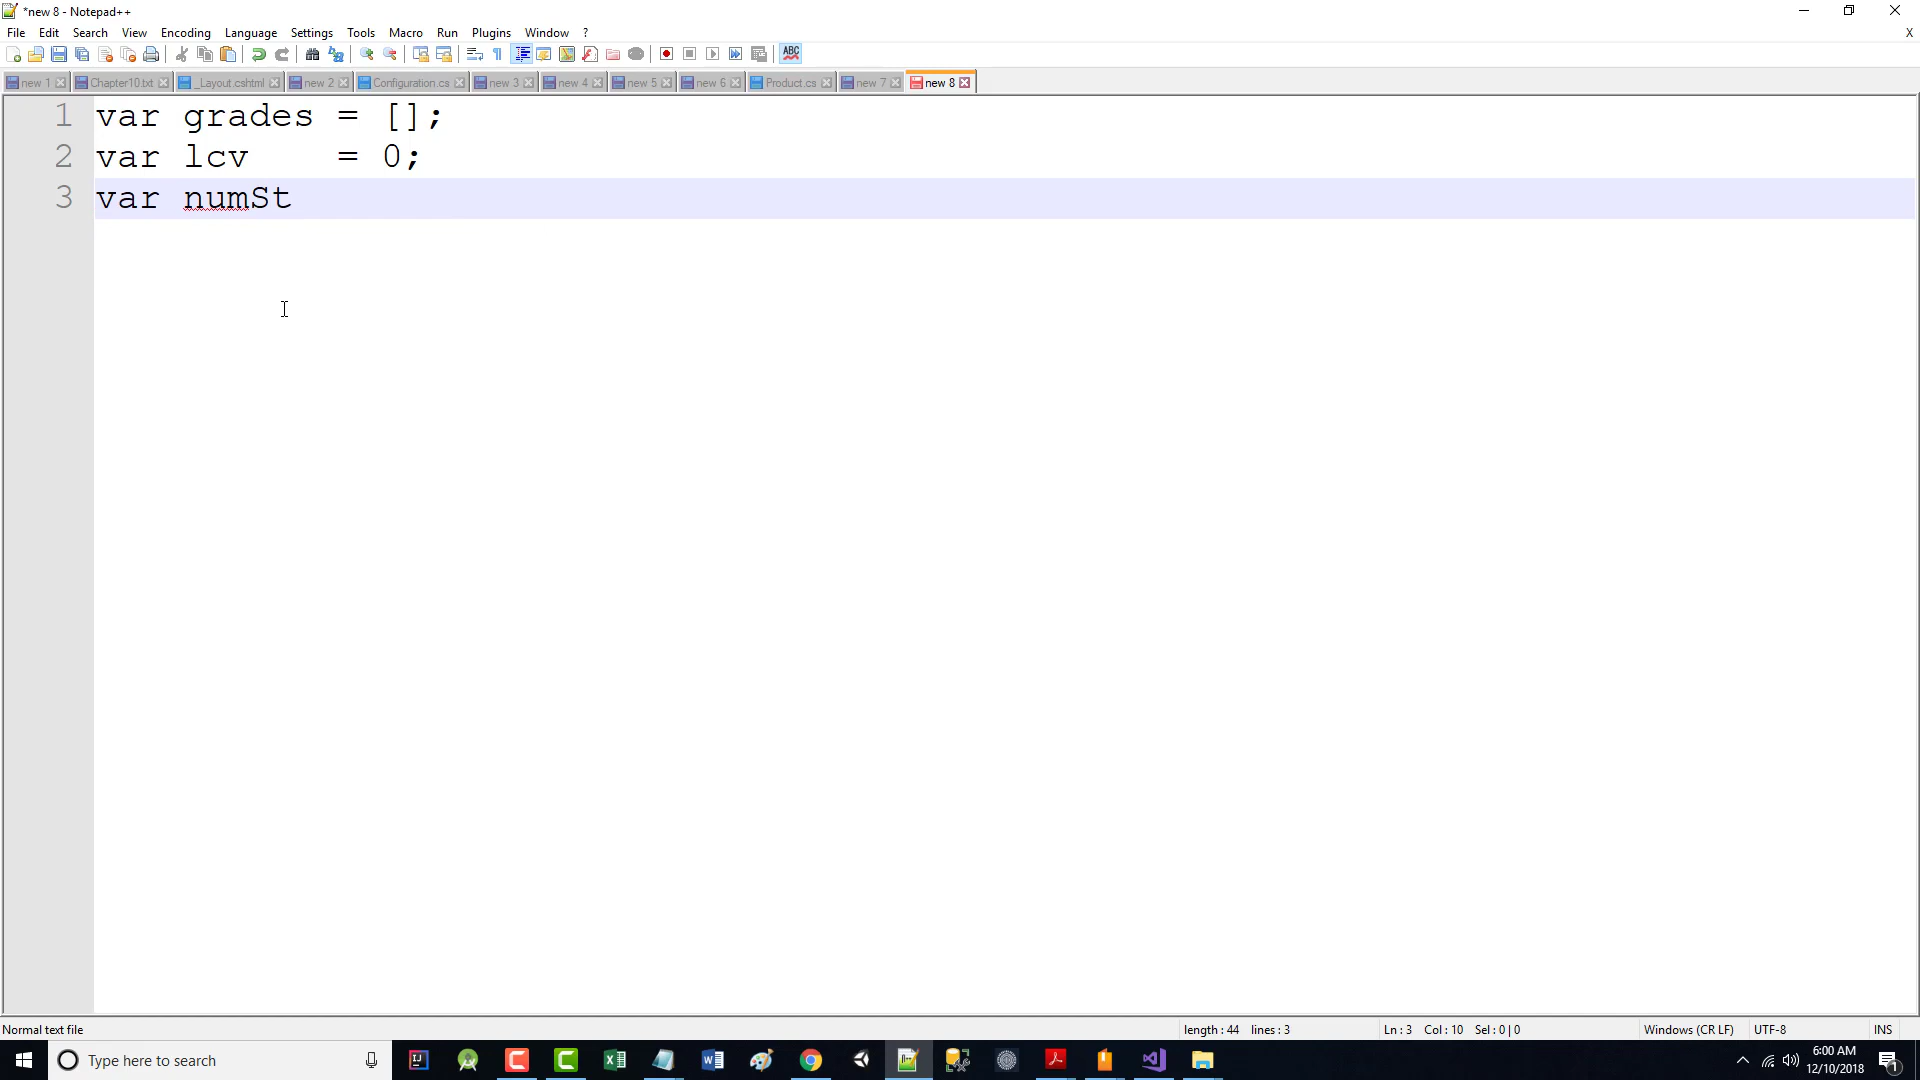 *new 8 - Notepad++
File Edit Search View Encoding Language Settings Tools Macro Run Plugins Window ? X
new 1 Chapter10.txt _Layout.cshtml new 2 Configuration.cs new 3 new 4 new 5 new 6 Product.cs new 7 new 8
1 var grades = [];
2 var lcv    = 0;
3 var numSt
Normal text file length : 44 lines : 3 Ln : 3 Col : 10 Sel : 0 | 0 Windows (CR LF) UTF-8 INS
Type here to search
6:00 AM
12/10/2018